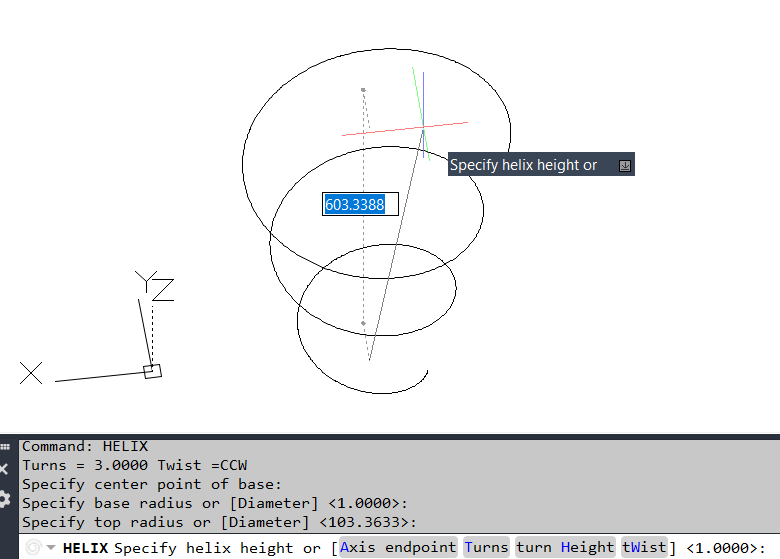 Specify helix height or
603.3388
Y
Z
X
Command: HELIX
Turns = 3.0000 Twist =CCW
Specify center point of base:
Specify base radius or [Diameter] <1.0000>:
Specify top radius or [Diameter] <103.3633>:
HELIX Specify helix height or [Axis endpoint Turns turn Height tWist] <1.0000>: